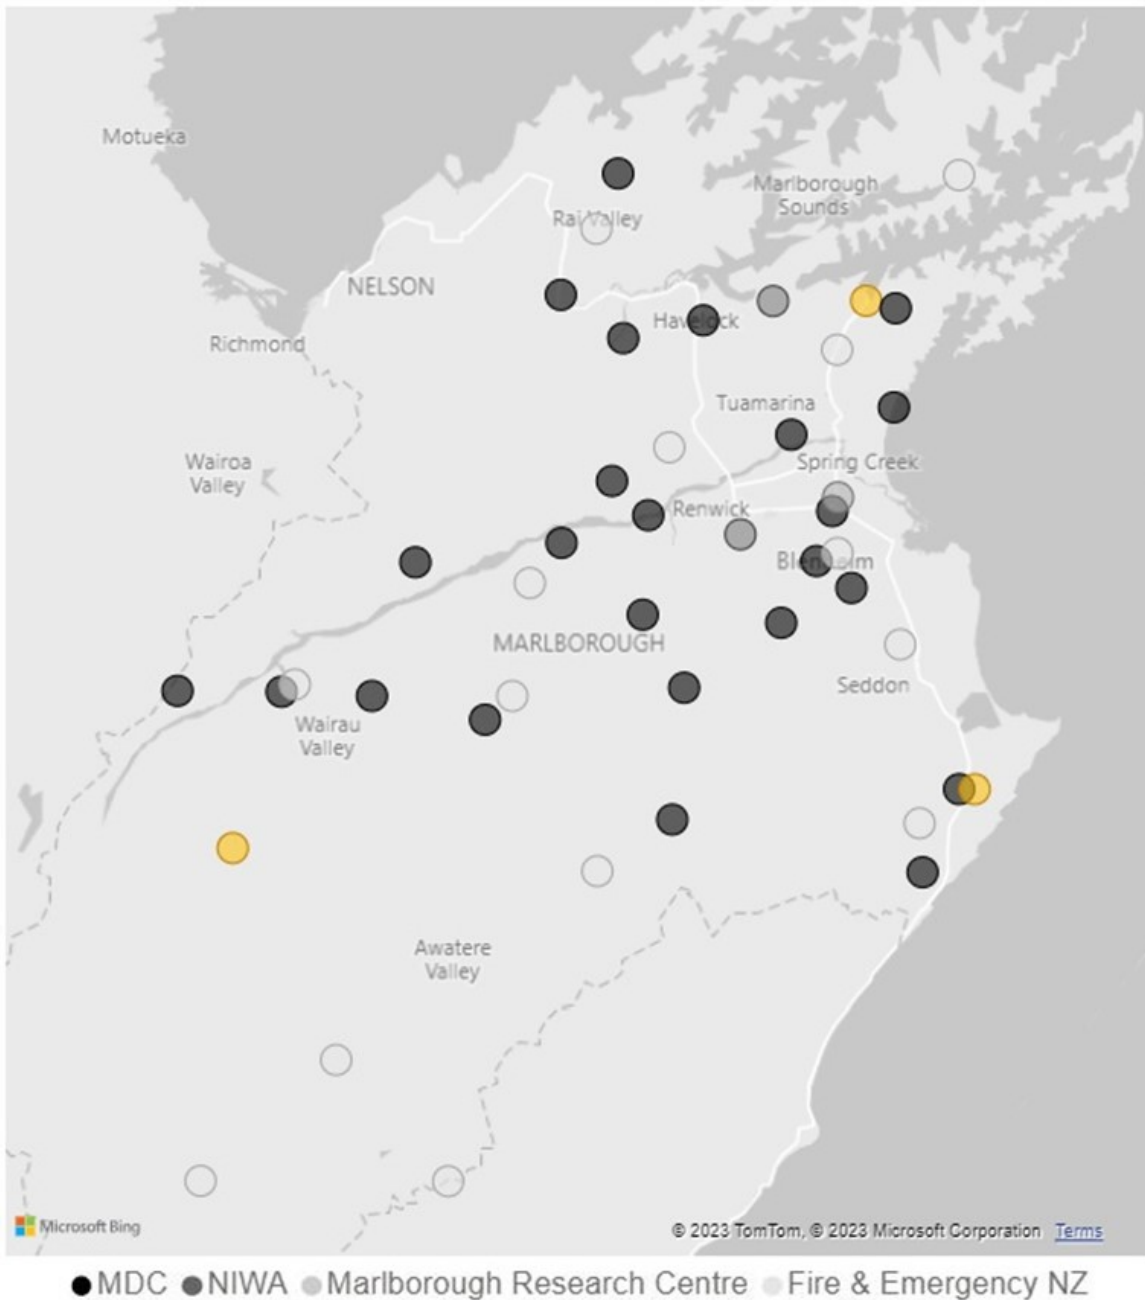 Motueka
Marlborough
Sounds
Rai Valley
NELSON
Havelock
Richmond
Tuamarina
Wairoa
Valley
Spring Creek
Renwick
Blenheim
MARLBOROUGH
Seddon
Wairau
Valley
Awatere
Valley
Microsoft Bing
© 2023 TomTom, © 2023 Microsoft Corporation Terms
MDC NIWA Marlborough Research Centre Fire & Emergency NZ